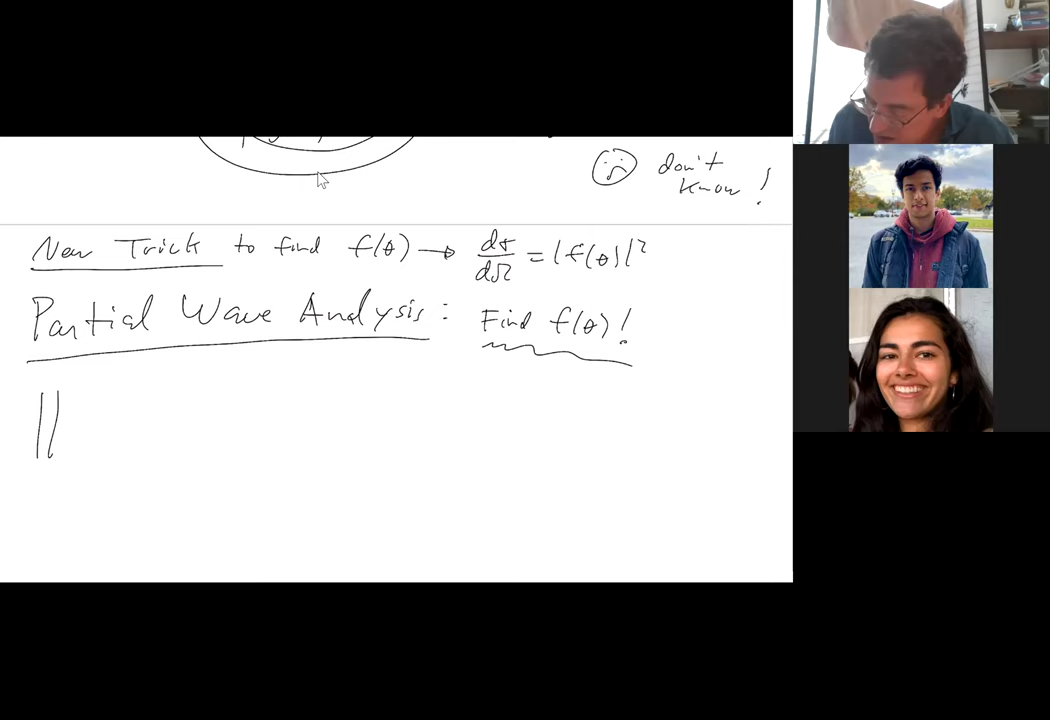 don't
know !
New Trick to find f(θ) → dσ/dΩ = |f(θ)|²
Partial Wave Analysis : Find f(θ) !